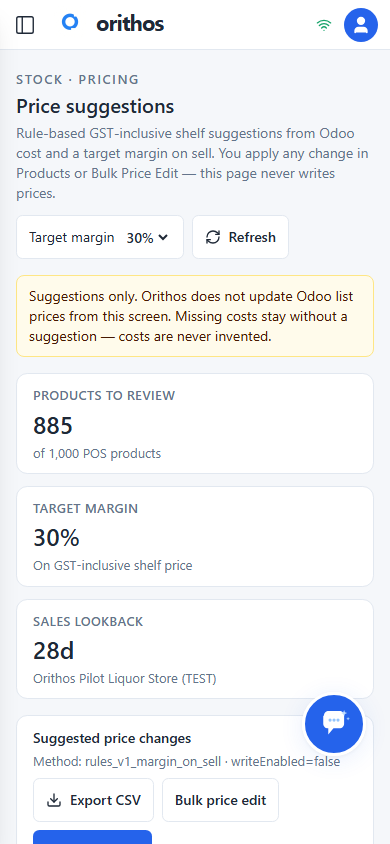 orithos
STOCK · PRICING
Price suggestions
Rule-based GST-inclusive shelf suggestions from Odoo
cost and a target margin on sell. You apply any change in
Products or Bulk Price Edit — this page never writes
prices.
Target margin 30% Refresh
Suggestions only. Orithos does not update Odoo list
prices from this screen. Missing costs stay without a
suggestion — costs are never invented.
PRODUCTS TO REVIEW
885
of 1,000 POS products
TARGET MARGIN
30%
On GST-inclusive shelf price
SALES LOOKBACK
28d
Orithos Pilot Liquor Store (TEST)
Suggested price changes
Method: rules_v1_margin_on_sell · writeEnabled=false
Export CSV Bulk price edit